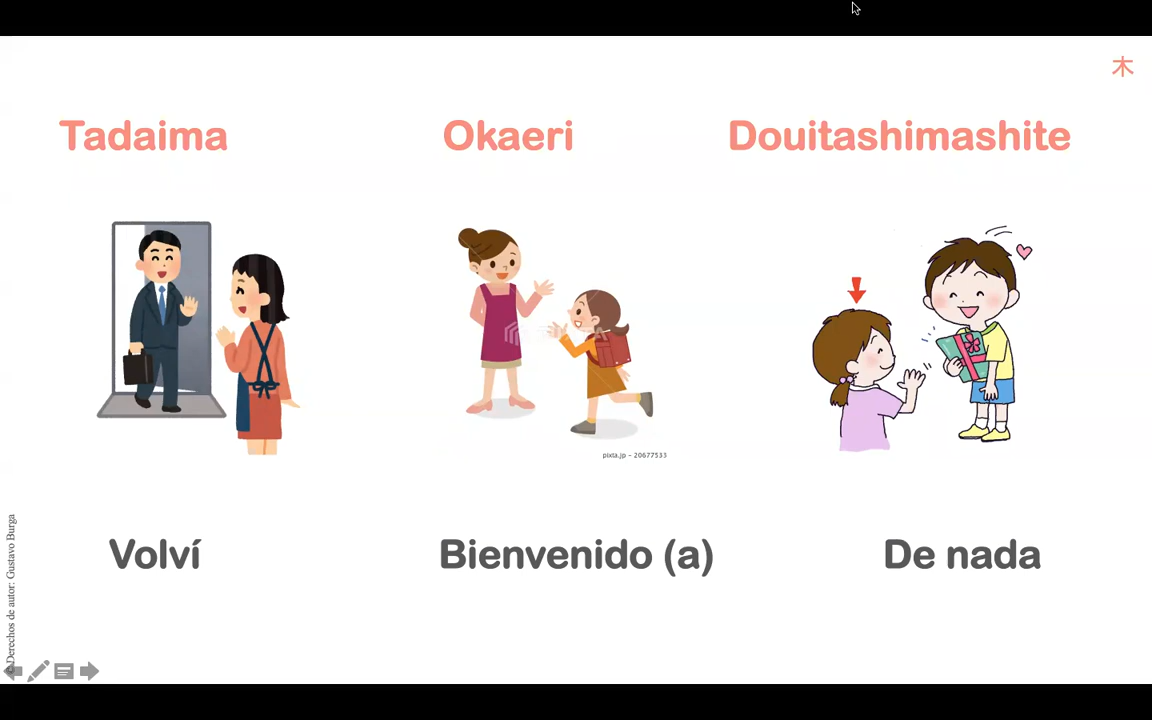 木
Tadaima
Okaeri
Douitashimashite
pixta.jp - 20677533
Volví
Bienvenido (a)
De nada
© Derechos de autor: Gustavo Burga